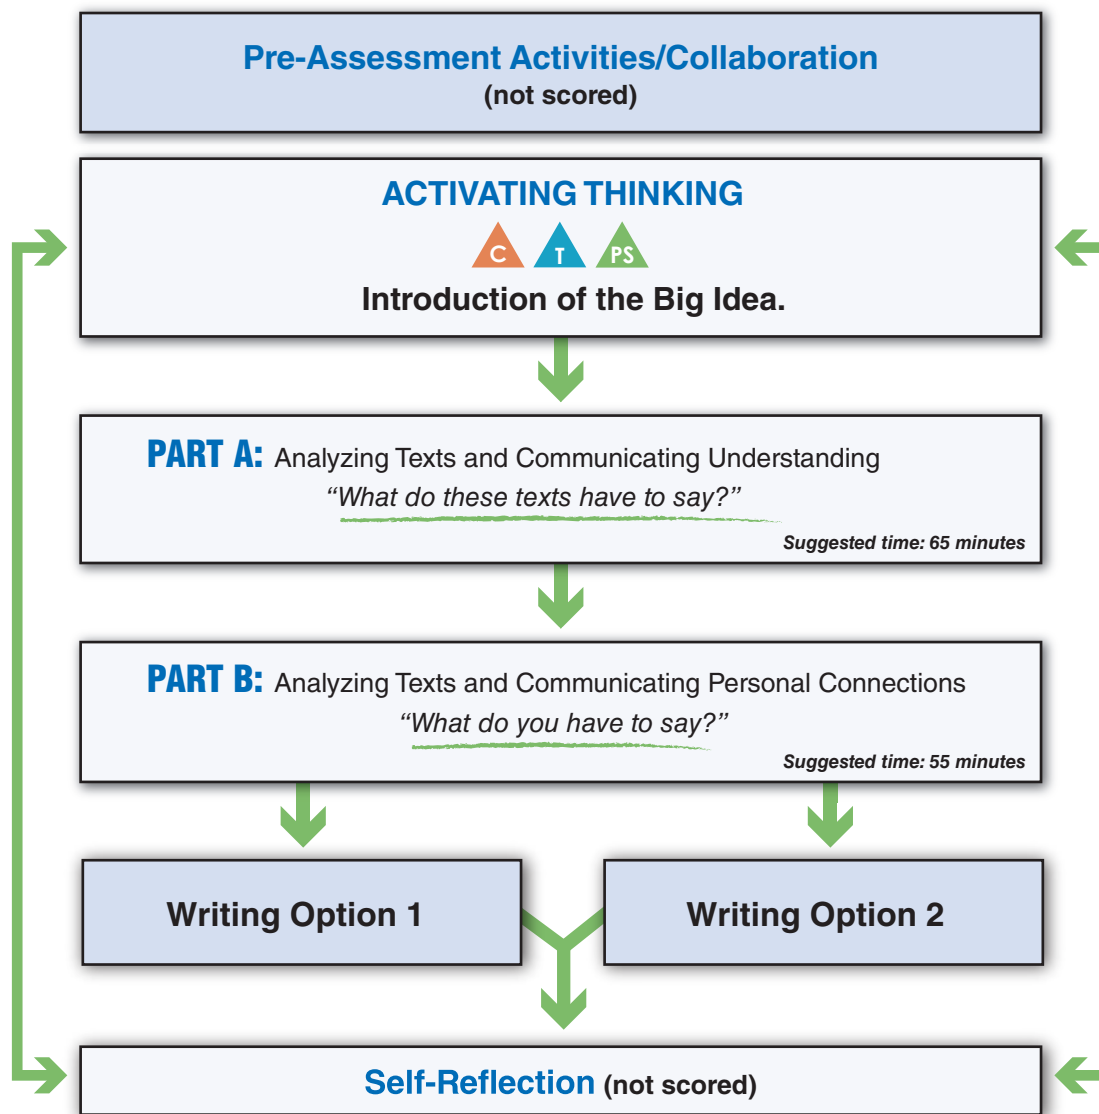 Pre-Assessment Activities/Collaboration
(not scored)
ACTIVATING THINKING
C T PS
Introduction of the Big Idea.
PART A: Analyzing Texts and Communicating Understanding
“What do these texts have to say?”
Suggested time: 65 minutes
PART B: Analyzing Texts and Communicating Personal Connections
“What do you have to say?”
Suggested time: 55 minutes
Writing Option 1
Writing Option 2
Self-Reflection (not scored)